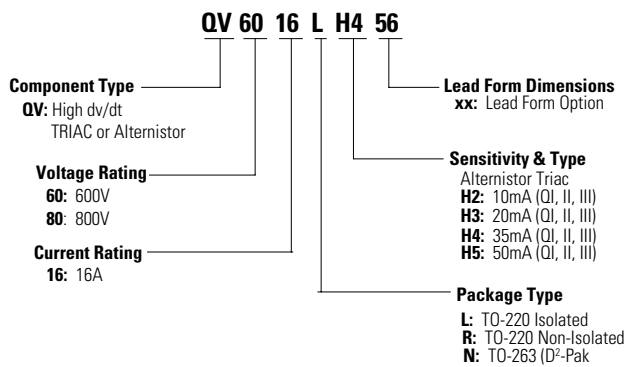 QV 60 16 L H4 56
Component Type
QV: High dv/dt
TRIAC or Alternistor
Voltage Rating
60: 600V
80: 800V
Current Rating
16: 16A
Lead Form Dimensions
xx: Lead Form Option
Sensitivity & Type
Alternistor Triac
H2: 10mA (QI, II, III)
H3: 20mA (QI, II, III)
H4: 35mA (QI, II, III)
H5: 50mA (QI, II, III)
Package Type
L: TO-220 Isolated
R: TO-220 Non-Isolated
N: TO-263 (D²-Pak